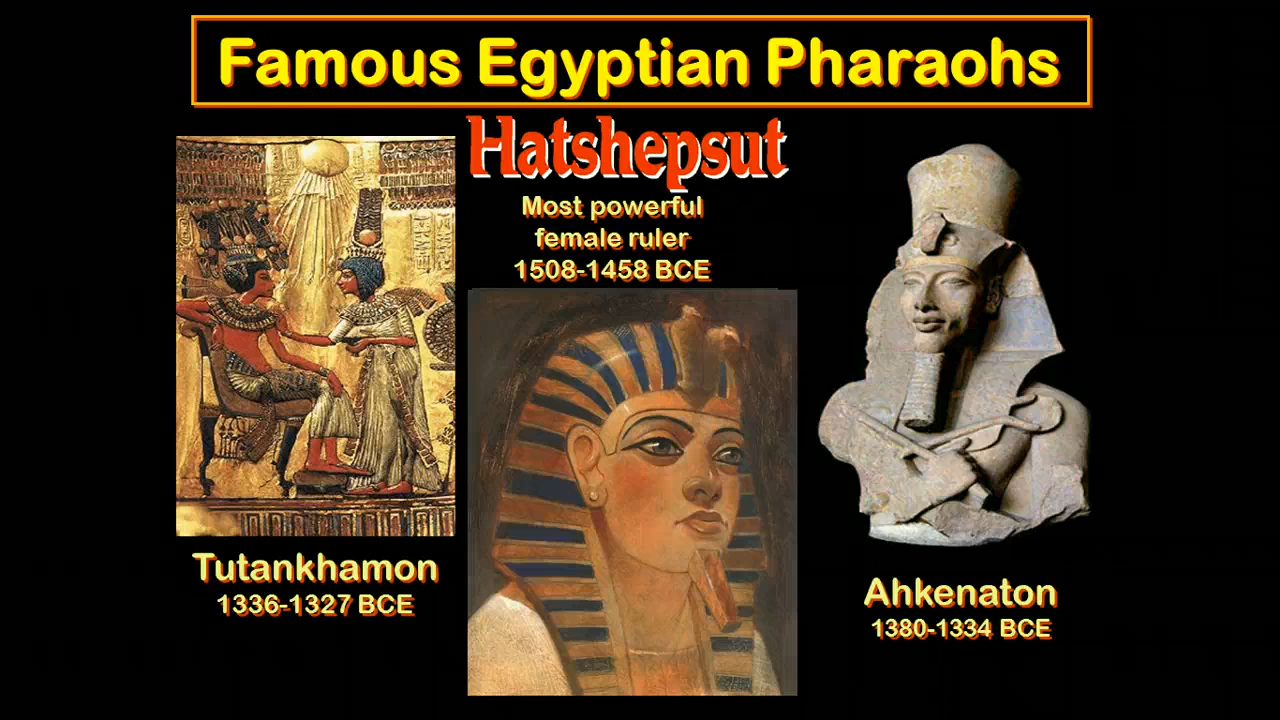 Famous Egyptian Pharaohs
Hatshepsut
Most powerful
female ruler
1508-1458 BCE
Tutankhamon
1336-1327 BCE
Ahkenaton
1380-1334 BCE